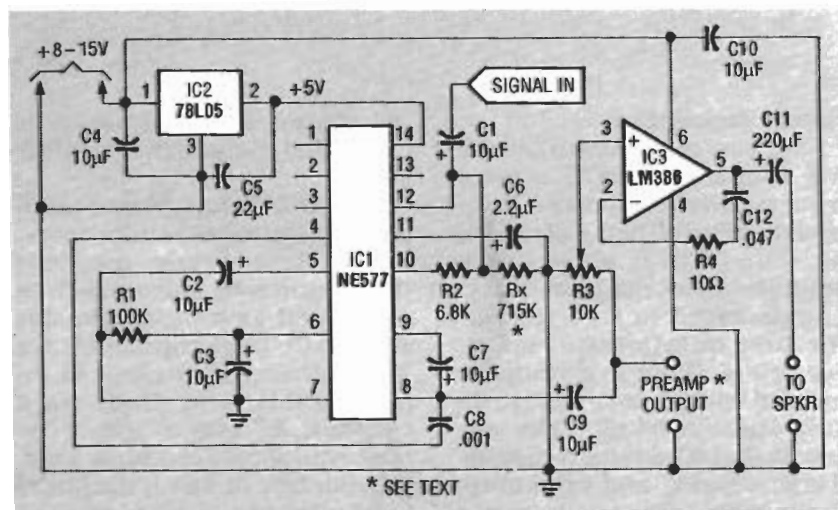 +8–15V
1
IC2
78L05
2
3
+5V
C4
10µF
C5
22µF
SIGNAL IN
C1
10µF
+
C10
10µF
1
2
3
4
5
6
7
14
13
12
11
10
9
8
IC1
NE577
C2
10µF
+
R1
100K
C3
10µF
+
C6
2.2µF
+
R2
6.8K
Rx
715K
*
R3
10K
C7
10µF
+
C8
.001
C9
10µF
+
3
+
2
–
IC3
LM386
6
5
4
C11
220µF
+
C12
.047
R4
10Ω
PREAMP *
OUTPUT
TO
SPKR
* SEE TEXT